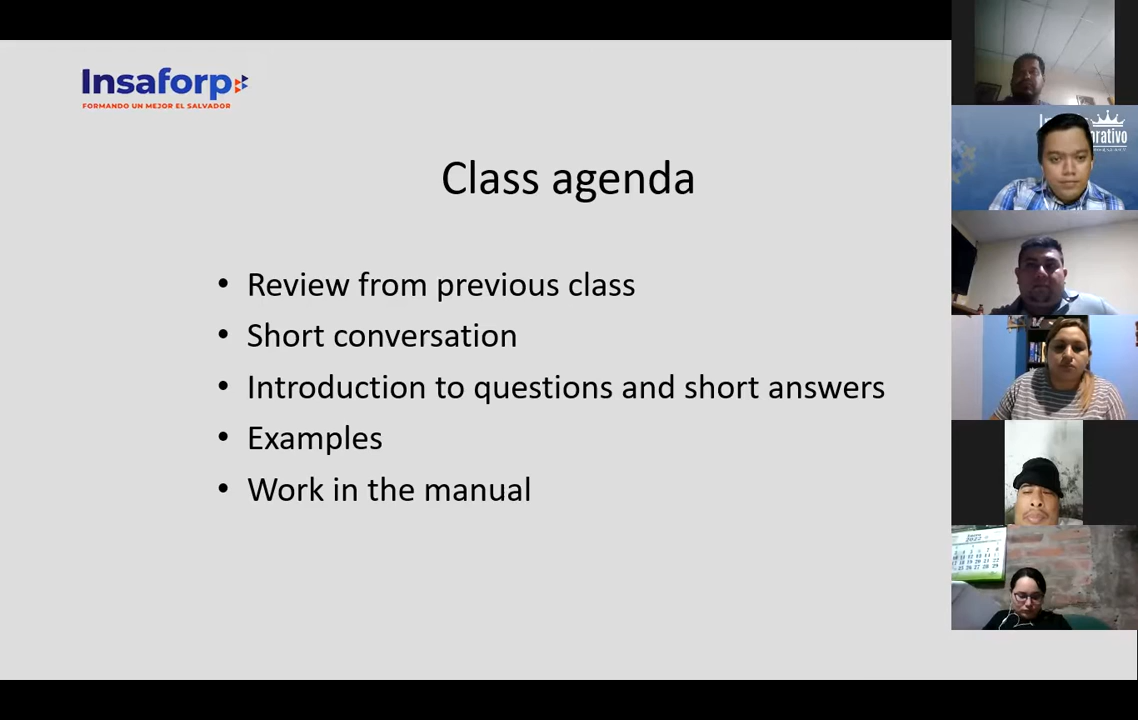 Insaforp
FORMANDO UN MEJOR EL SALVADOR
Class agenda
• Review from previous class
• Short conversation
• Introduction to questions and short answers
• Examples
• Work in the manual